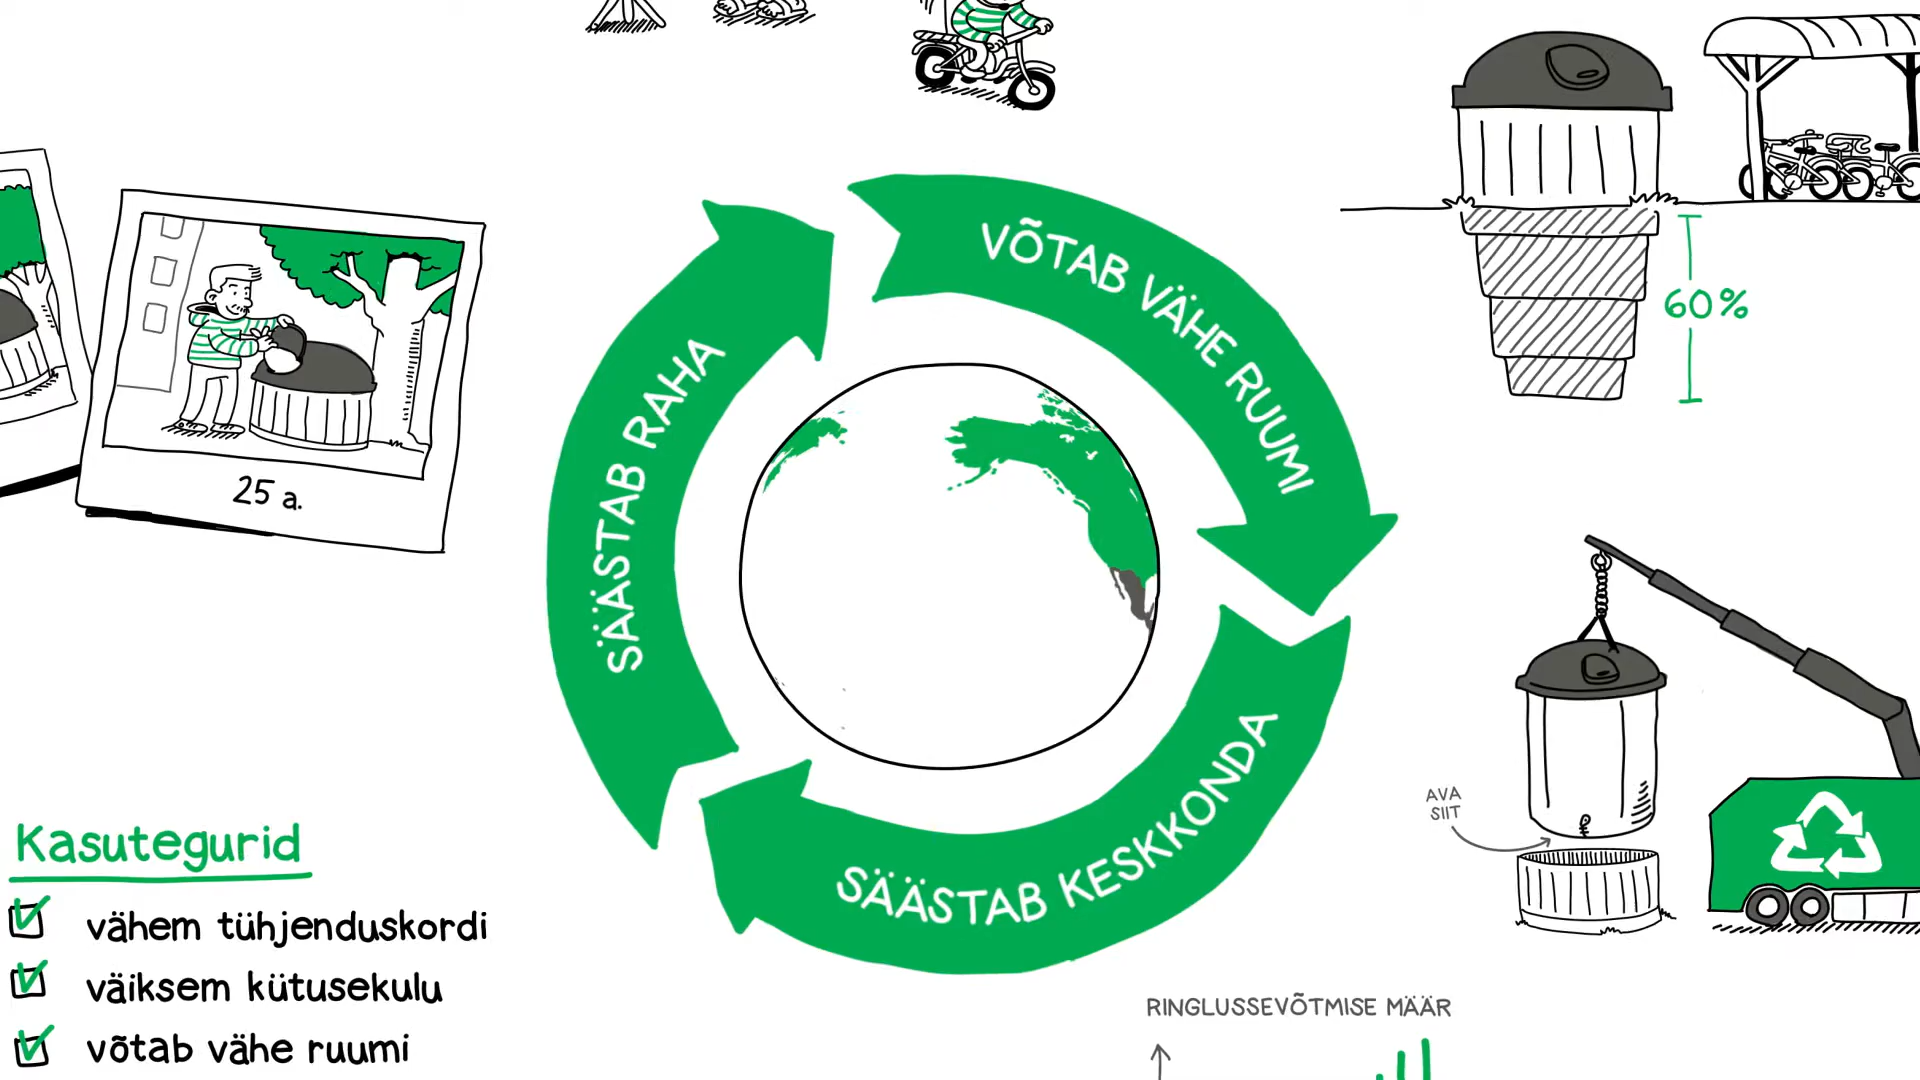 VÕTAB VÄHE RUUMI
SÄÄSTAB KESKKONDA
SÄÄSTAB RAHA
60%
25 a.
AVA
SIIT
Kasutegurid
vähem tühjenduskordi
väiksem kütusekulu
võtab vähe ruumi
RINGLUSSEVÕTMISE MÄÄR